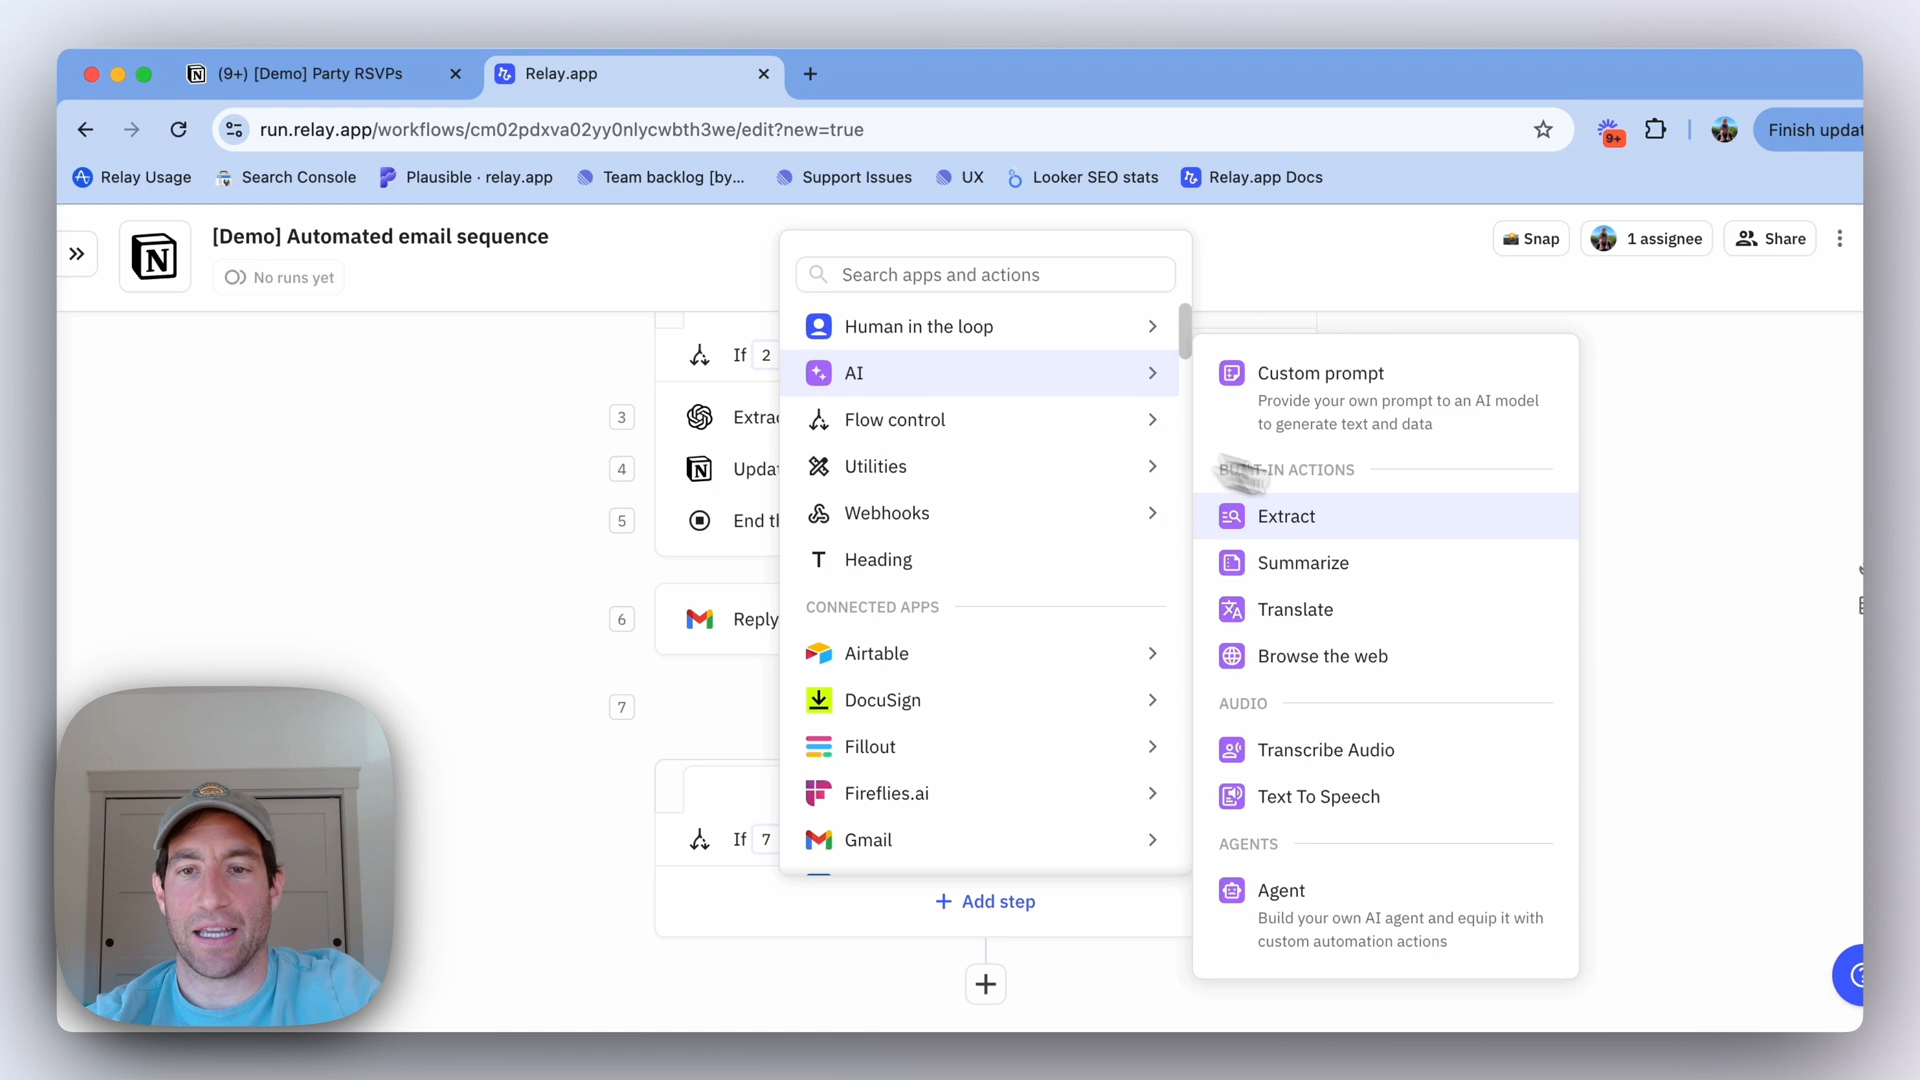 (9+) [Demo] Party RSVPs
Relay.app
run.relay.app/workflows/cm02pdxva02yy0nlycwbth3we/edit?new=true
9+
Finish updat
Relay Usage
Search Console
Plausible · relay.app
Team backlog [by...
Support Issues
UX
Looker SEO stats
Relay.app Docs
[Demo] Automated email sequence
No runs yet
Snap
1 assignee
Share
If 2
3
Extrac
4
Updat
5
End th
6
Reply
7
If 7
Add step
Search apps and actions
Human in the loop
AI
Flow control
Utilities
Webhooks
Heading
CONNECTED APPS
Airtable
DocuSign
Fillout
Fireflies.ai
Gmail
Custom prompt
Provide your own prompt to an AI model
to generate text and data
BUILT-IN ACTIONS
Extract
Summarize
Translate
Browse the web
AUDIO
Transcribe Audio
Text To Speech
AGENTS
Agent
Build your own AI agent and equip it with
custom automation actions